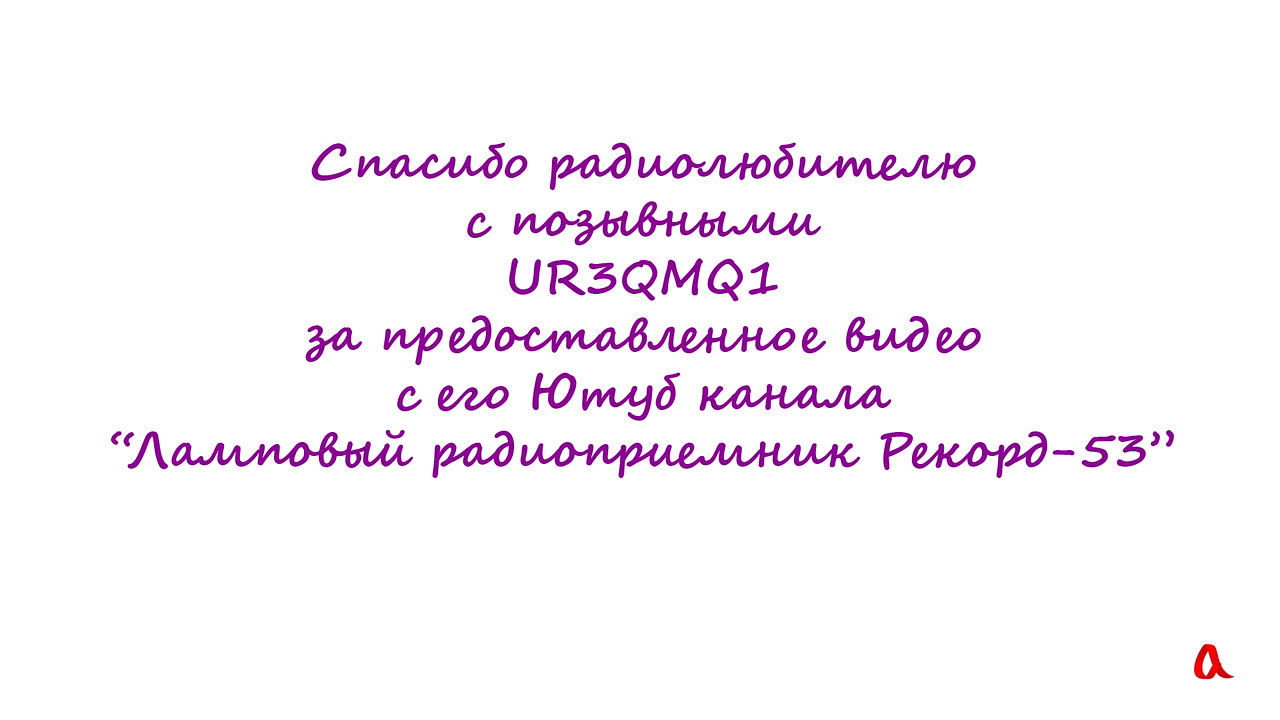 Спасибо радиолюбителю
с позывными
UR3QMQ1
за предоставленное видео
с его Ютуб канала
“Ламповый радиоприемник Рекорд-53”
a